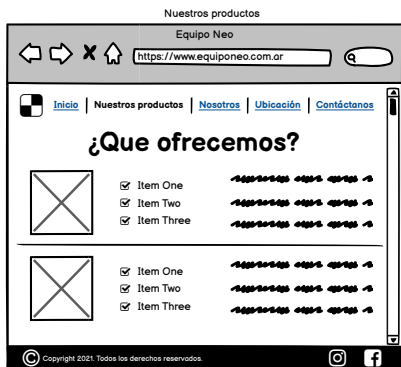 Nuestros productos
Equipo Neo
https://www.equiponeo.com.ar
Inicio | Nuestros productos | Nosotros | Ubicación | Contáctanos
¿Que ofrecemos?
Item One
Item Two
Item Three
Item One
Item Two
Item Three
© Copyright 2021. Todos los derechos reservados.